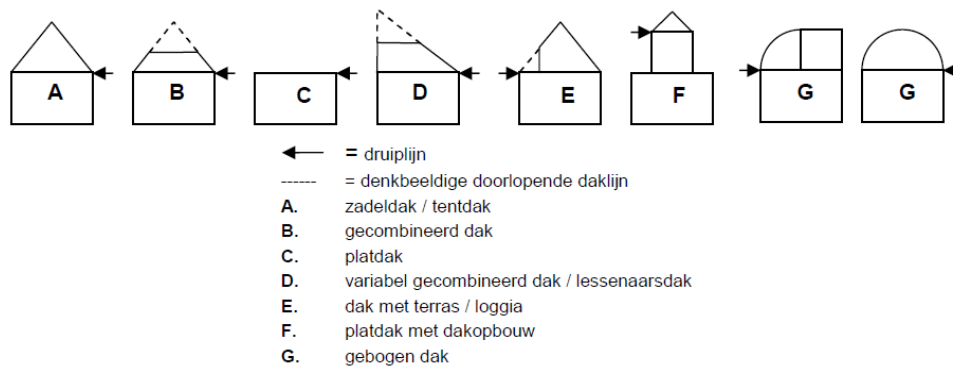 A B C D E F G G
= druiplijn
------ = denkbeeldige doorlopende daklijn
A. zadeldak / tentdak
B. gecombineerd dak
C. platdak
D. variabel gecombineerd dak / lessenaarsdak
E. dak met terras / loggia
F. platdak met dakopbouw
G. gebogen dak